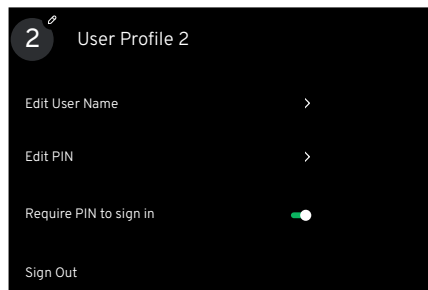 2
User Profile 2
Edit User Name
Edit PIN
Require PIN to sign in
Sign Out